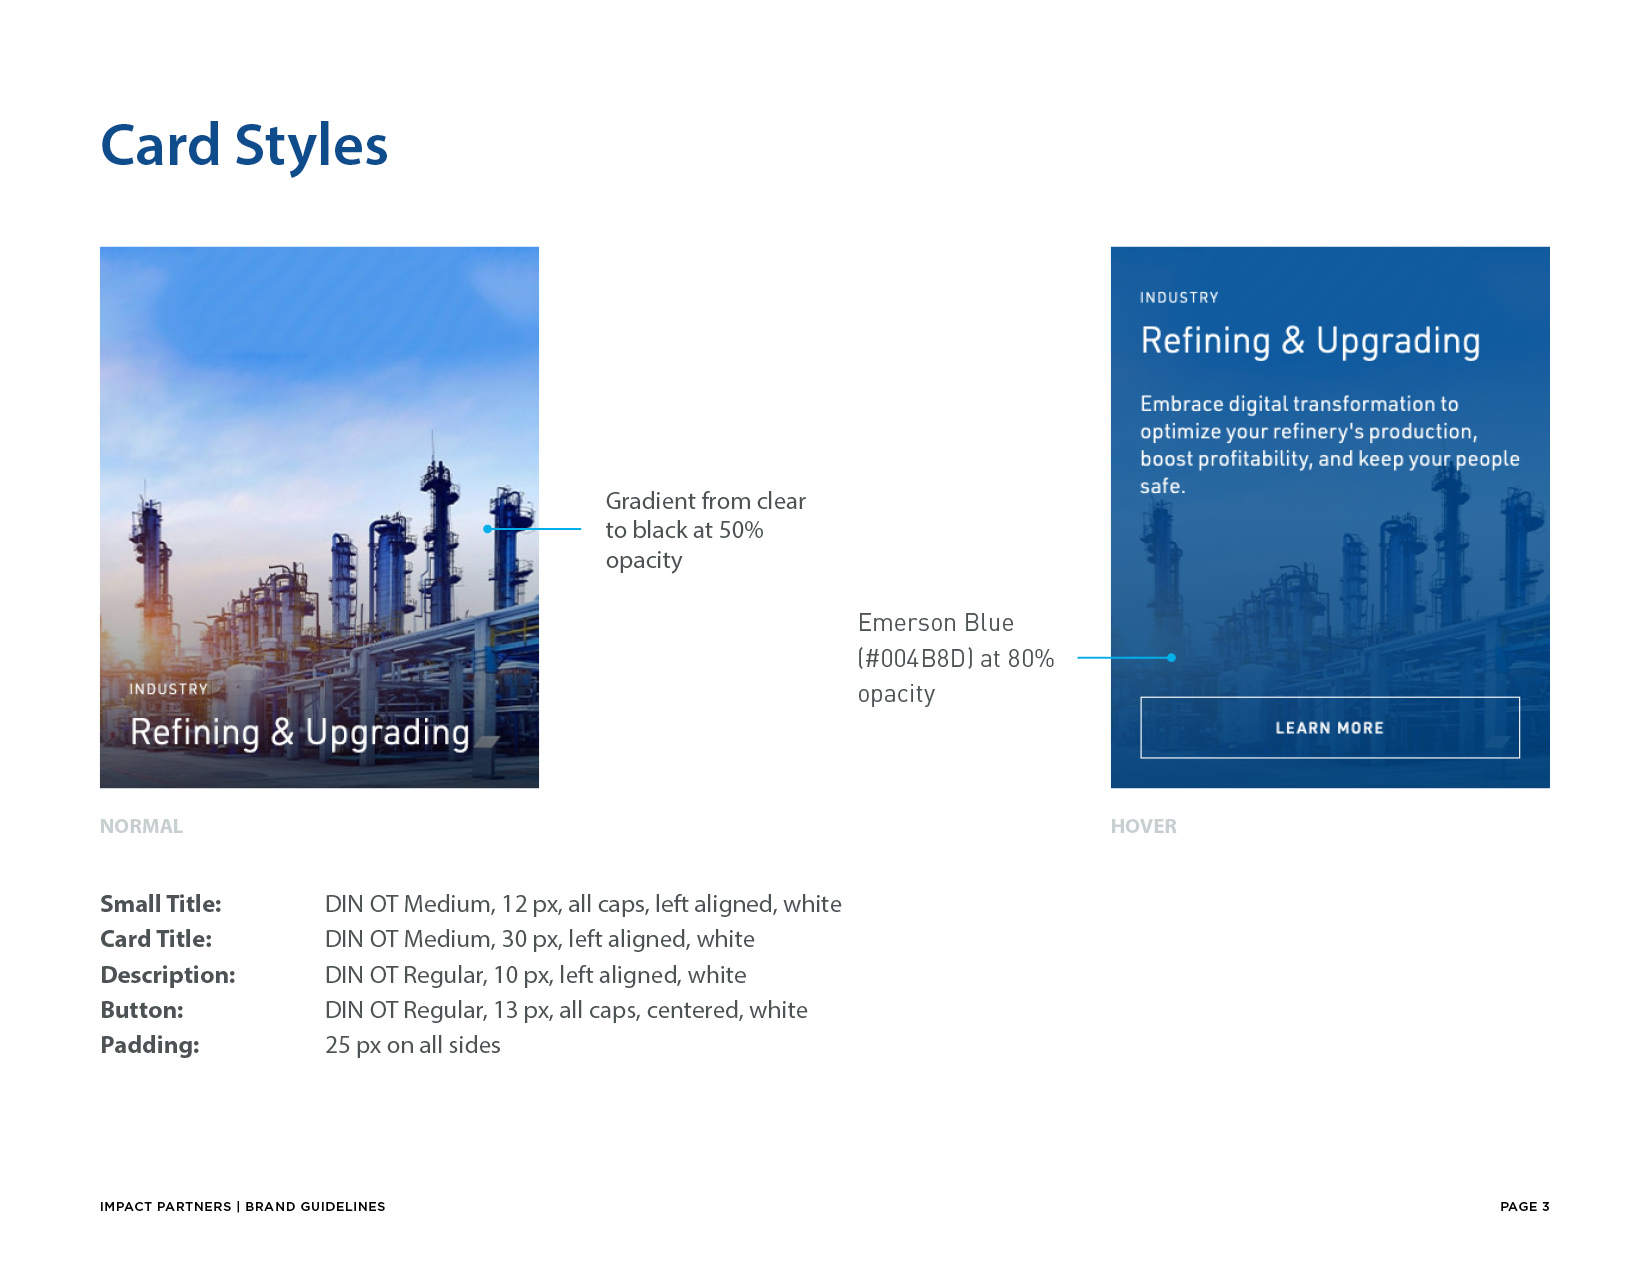 Card Styles
INDUSTRY
Refining & Upgrading
Gradient from clear
to black at 50%
opacity
NORMAL
Emerson Blue
(#004B8D) at 80%
opacity
INDUSTRY
Refining & Upgrading
Embrace digital transformation to
optimize your refinery's production,
boost profitability, and keep your people
safe.
LEARN MORE
HOVER
Small Title: DIN OT Medium, 12 px, all caps, left aligned, white
Card Title: DIN OT Medium, 30 px, left aligned, white
Description: DIN OT Regular, 10 px, left aligned, white
Button: DIN OT Regular, 13 px, all caps, centered, white
Padding: 25 px on all sides
IMPACT PARTNERS | BRAND GUIDELINES
PAGE 3